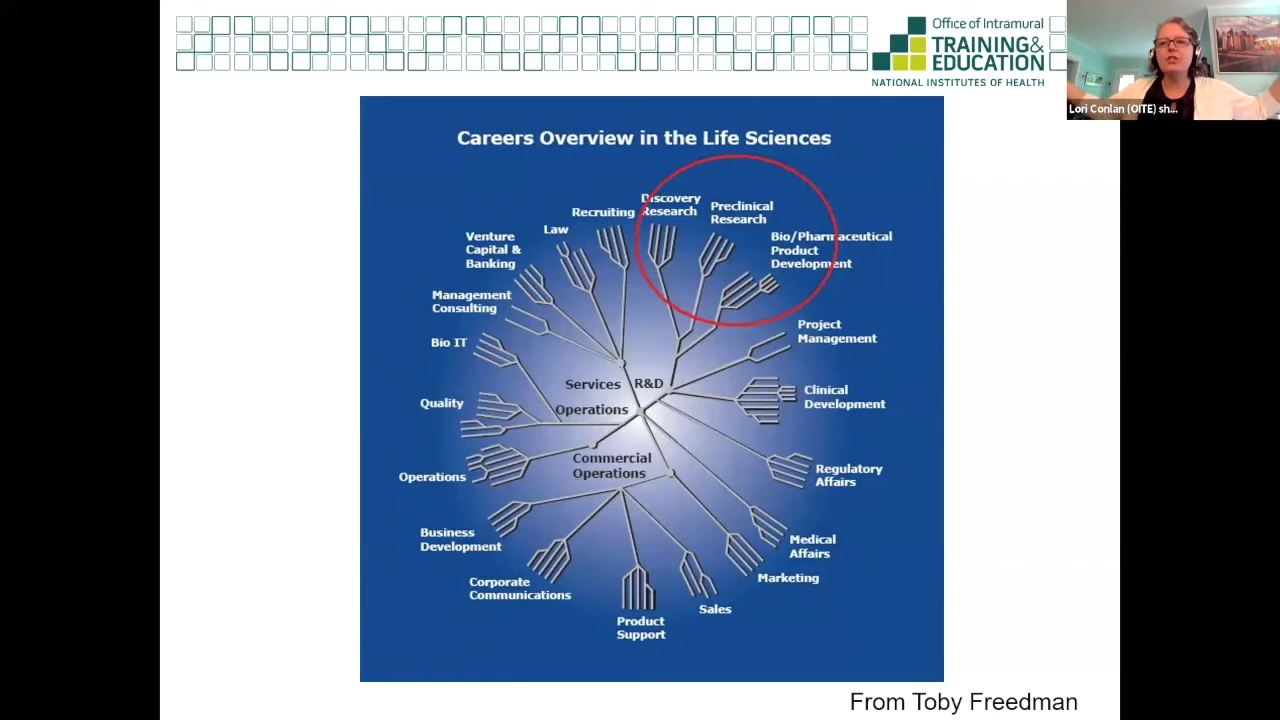 Office of Intramural
TRAINING&
EDUCATION
NATIONAL INSTITUTES OF HEALTH
Lori Conlan (OITE) sh...
Careers Overview in the Life Sciences
Discovery
Research
Preclinical
Research
Recruiting
Law
Bio/Pharmaceutical
Product
Development
Venture
Capital &
Banking
Management
Consulting
Project
Management
Bio IT
Services
R&D
Clinical
Development
Quality
Operations
Commercial
Operations
Operations
Regulatory
Affairs
Business
Development
Medical
Affairs
Marketing
Corporate
Communications
Sales
Product
Support
From Toby Freedman